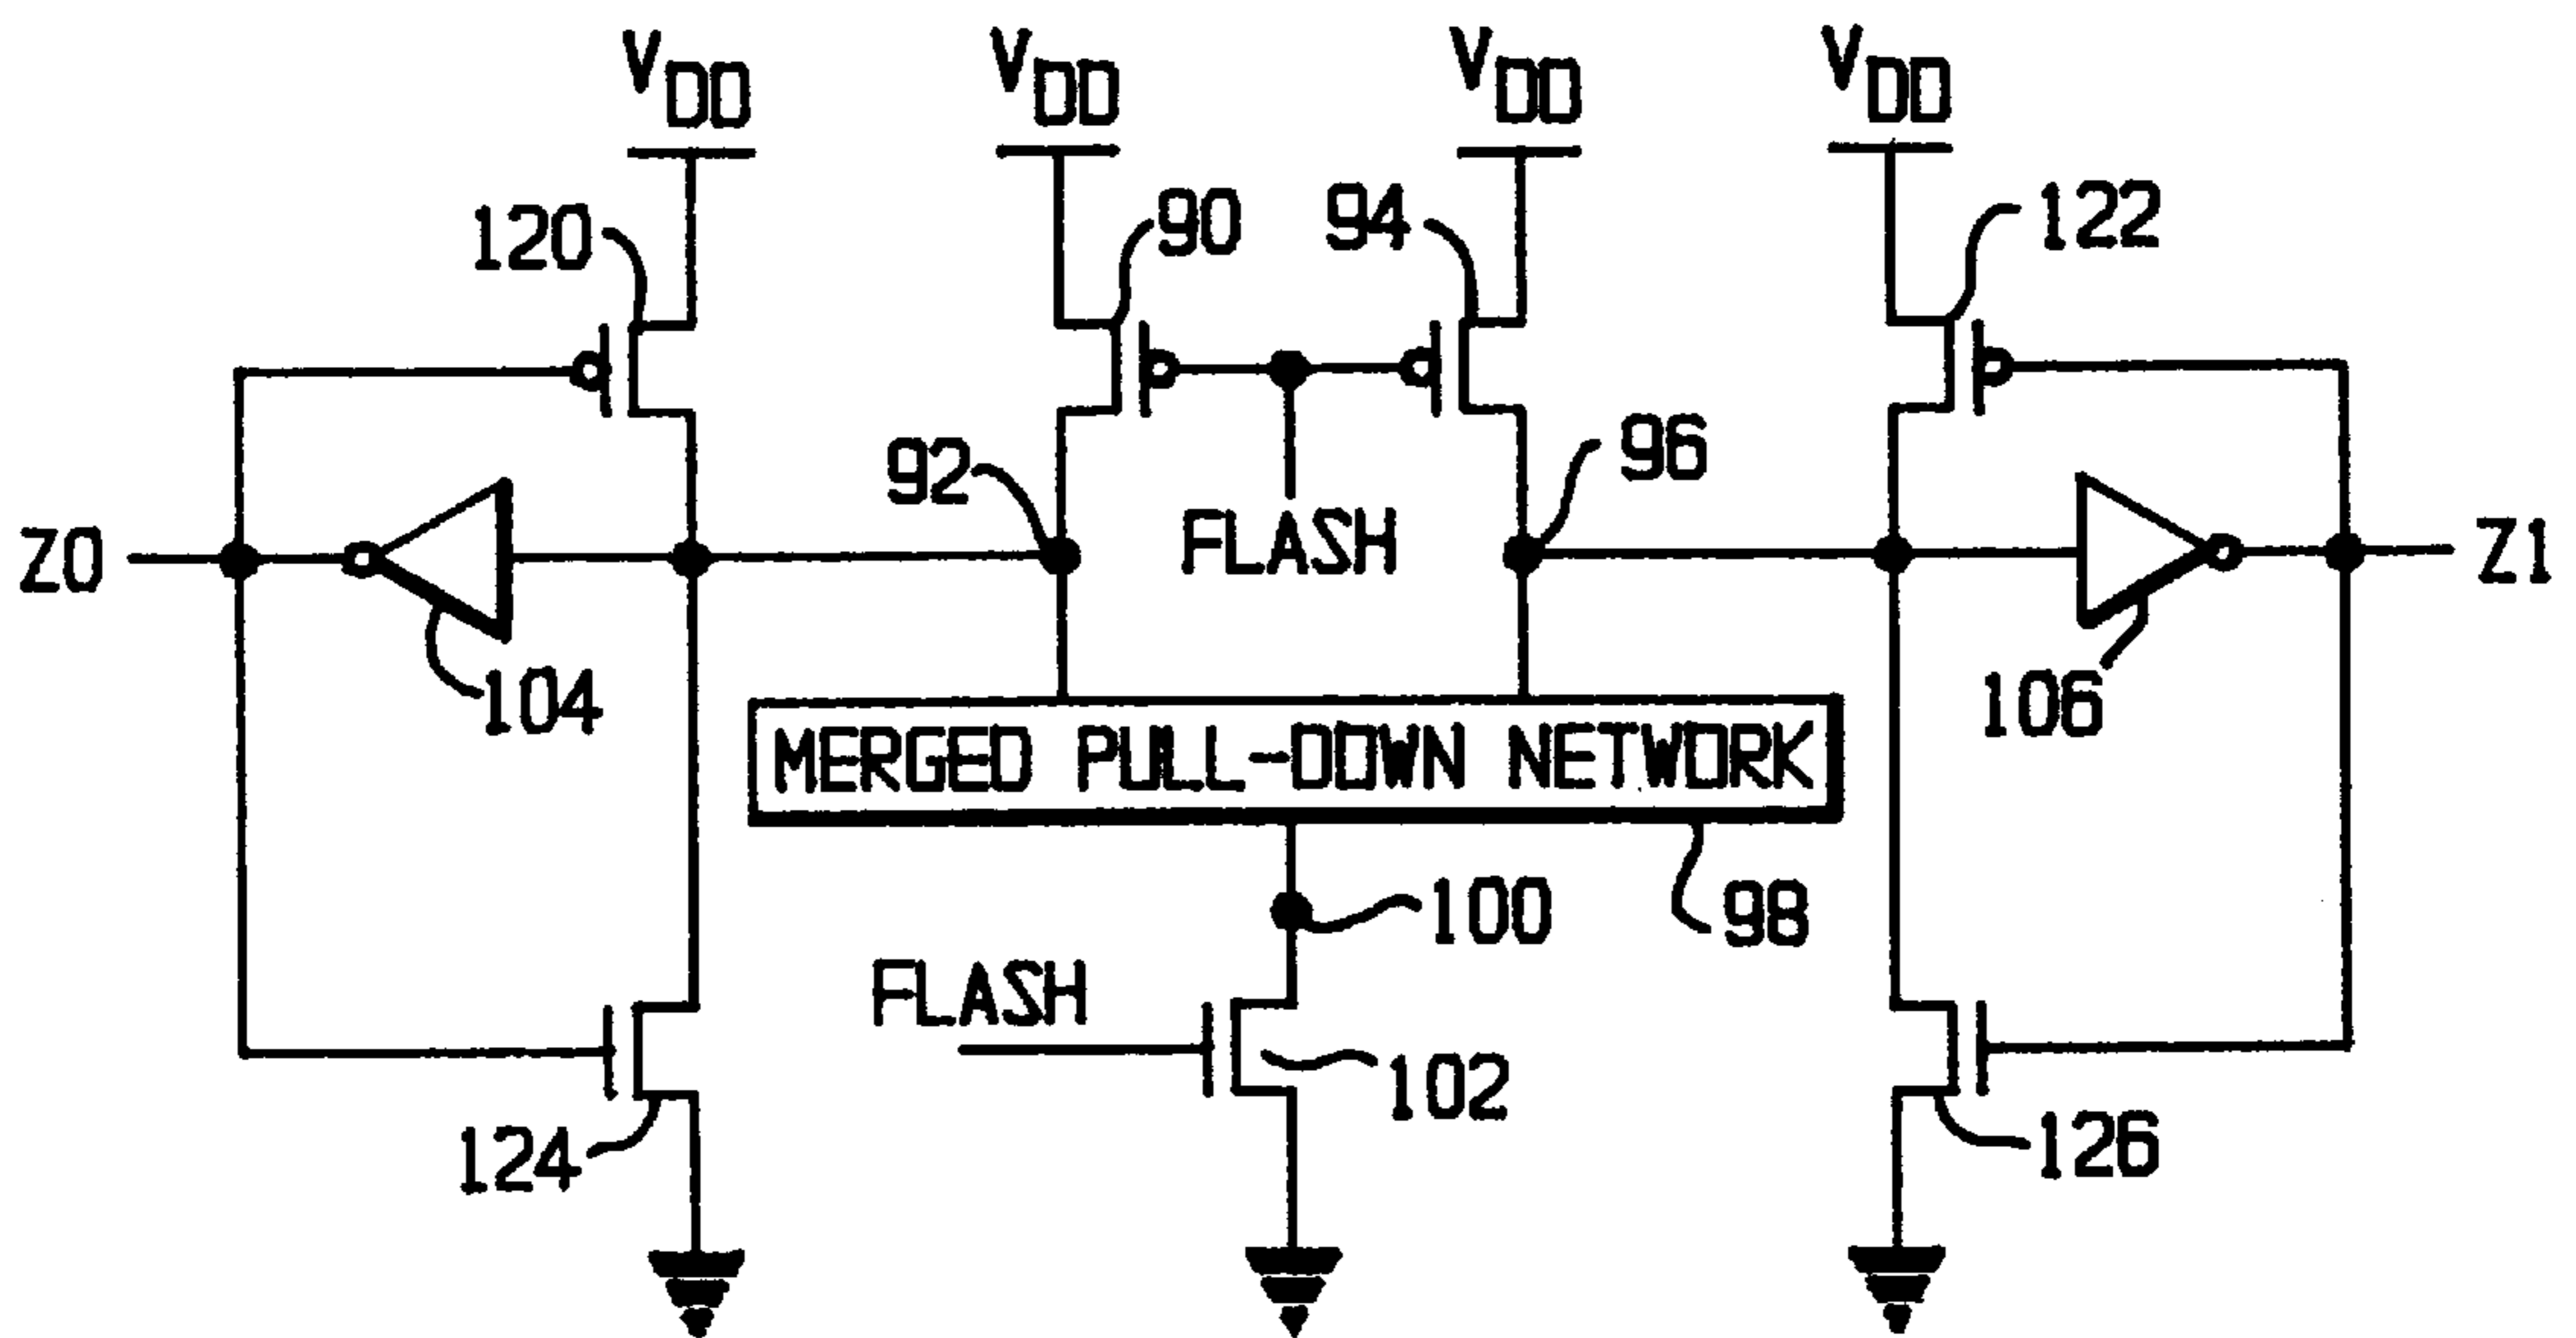 VDD VDD VDD VDD
120 90 94 122
92 FLASH 96
Z0 Z1
104 106
MERGED PULL-DOWN NETWORK
100 98
FLASH
102
124 126